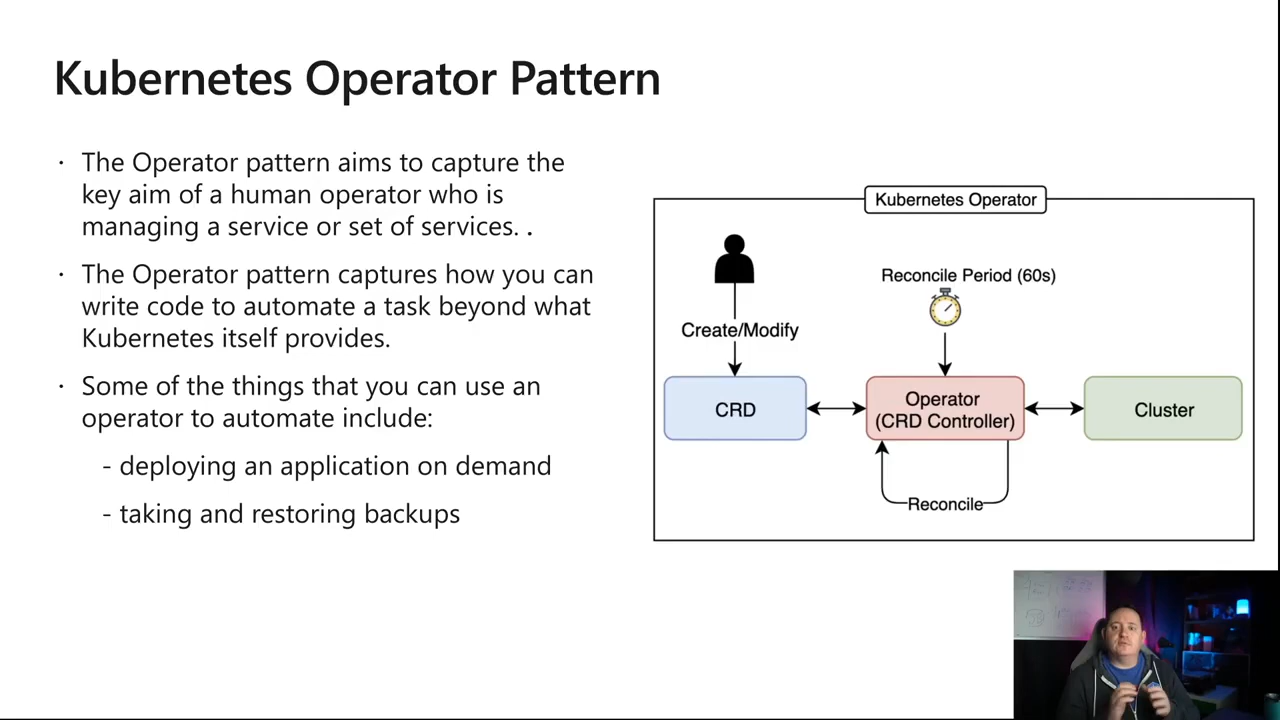 Kubernetes Operator Pattern
· The Operator pattern aims to capture the
key aim of a human operator who is
managing a service or set of services. .
· The Operator pattern captures how you can
write code to automate a task beyond what
Kubernetes itself provides.
· Some of the things that you can use an
operator to automate include:
- deploying an application on demand
- taking and restoring backups
Kubernetes Operator
Reconcile Period (60s)
Create/Modify
CRD
Operator
(CRD Controller)
Cluster
Reconcile